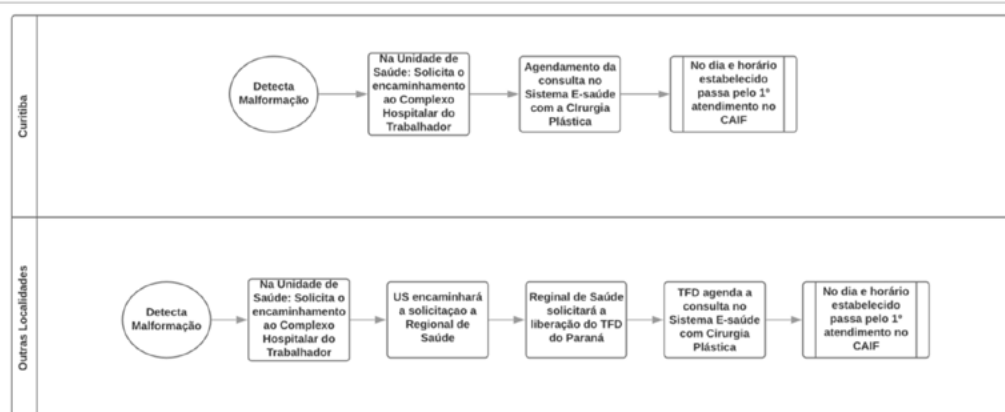 Curitiba
Detecta
Malformação
Na Unidade de
Saúde: Solicita o
encaminhamento
ao Complexo
Hospitalar do
Trabalhador
Agendamento da
consulta no
Sistema E-saúde
com a Cirurgia
Plástica
No dia e horário
estabelecido
passa pelo 1º
atendimento no
CAIF
Outras Localidades
Detecta
Malformação
Na Unidade de
Saúde: Solicita o
encaminhamento
ao Complexo
Hospitalar do
Trabalhador
US encaminhará
a solicitaçao a
Regional de
Saúde
Reginal de Saúde
solicitará a
liberação do TFD
do Paraná
TFD agenda a
consulta no
Sistema E-saúde
com Cirurgia
Plástica
No dia e horário
estabelecido
passa pelo 1º
atendimento no
CAIF